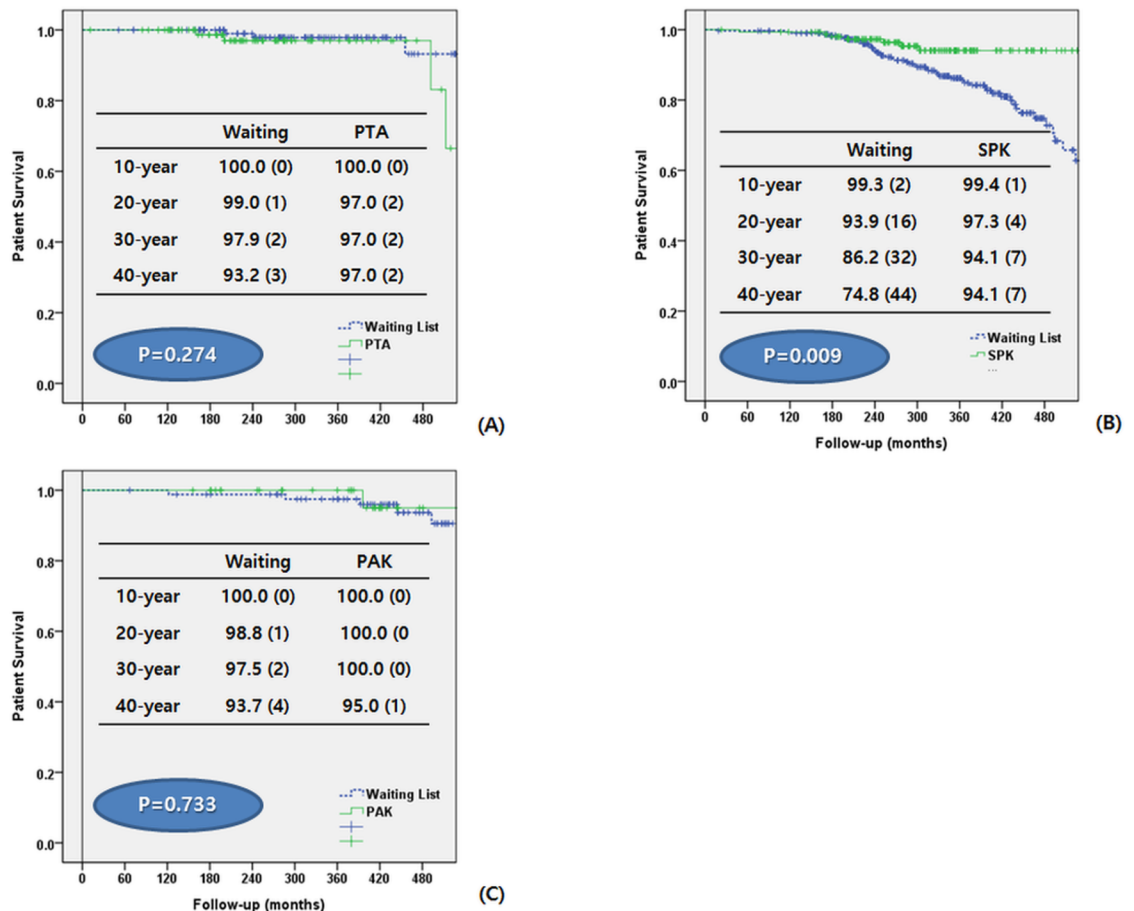 Patient Survival
1.0
0.8
0.6
0.4
0.2
0.0
Waiting PTA
10-year 100.0 (0) 100.0 (0)
20-year 99.0 (1) 97.0 (2)
30-year 97.9 (2) 97.0 (2)
40-year 93.2 (3) 97.0 (2)
P=0.274
Waiting List
PTA
0 60 120 180 240 300 360 420 480
(A)
Patient Survival
1.0
0.8
0.6
0.4
0.2
0.0
Waiting SPK
10-year 99.3 (2) 99.4 (1)
20-year 93.9 (16) 97.3 (4)
30-year 86.2 (32) 94.1 (7)
40-year 74.8 (44) 94.1 (7)
P=0.009
Waiting List
SPK
...
0 60 120 180 240 300 360 420 480
Follow-up (months)
(B)
Patient Survival
1.0
0.8
0.6
0.4
0.2
0.0
Waiting PAK
10-year 100.0 (0) 100.0 (0)
20-year 98.8 (1) 100.0 (0
30-year 97.5 (2) 100.0 (0)
40-year 93.7 (4) 95.0 (1)
P=0.733
Waiting List
PAK
0 60 120 180 240 300 360 420 480
Follow-up (months)
(C)